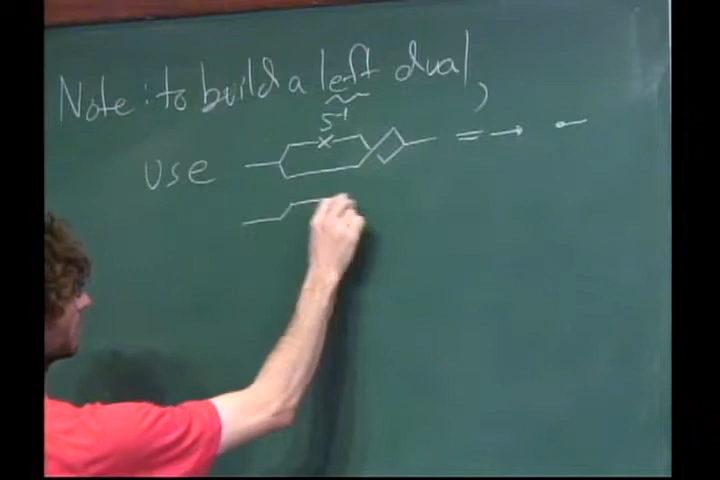 Note: to build a left dual,
S⁻¹
use =